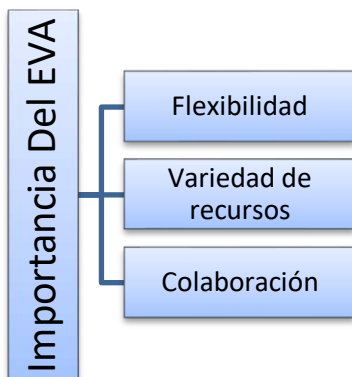 Importancia Del EVA
Flexibilidad
Variedad de
recursos
Colaboración